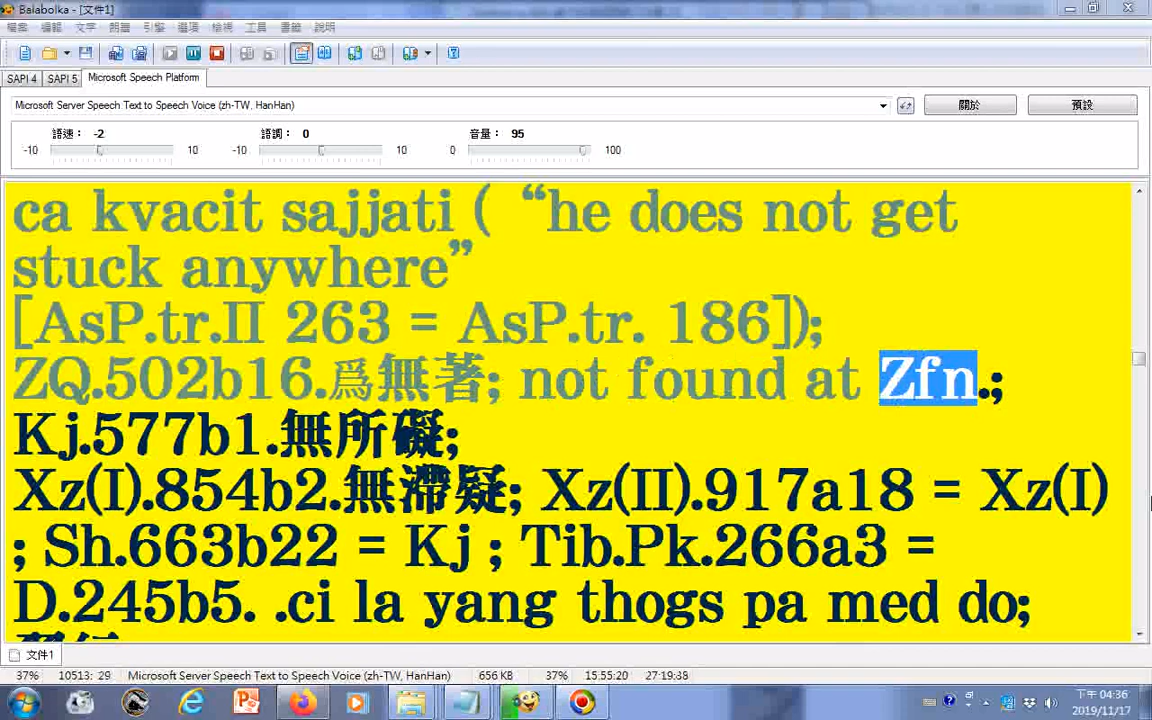 Balabolka - [文件1]
檔案 編輯 文字 朗讀 引擎 選項 檢視 工具 書籤 說明
SAPI 4 SAPI 5 Microsoft Speech Platform
Microsoft Server Speech Text to Speech Voice (zh-TW, HanHan) 關於 預設
語速： -2 語調： 0 音量： 95
-10 10 -10 10 0 100
ca kvacit sajjati ( “he does not get
stuck anywhere”
[AsP.tr.II 263 = AsP.tr. 186]);
ZQ.502b16.爲無著; not found at Zfn.;
Kj.577b1.無所礙;
Xz(I).854b2.無滯疑; Xz(II).917a18 = Xz(I)
; Sh.663b22 = Kj ; Tib.Pk.266a3 =
D.245b5. .ci la yang thogs pa med do;
文件1
37% 10513: 29 Microsoft Server Speech Text to Speech Voice (zh-TW, HanHan) 656 KB 37% 15:55:20 27:19:38
下午 04:36
2019/11/17